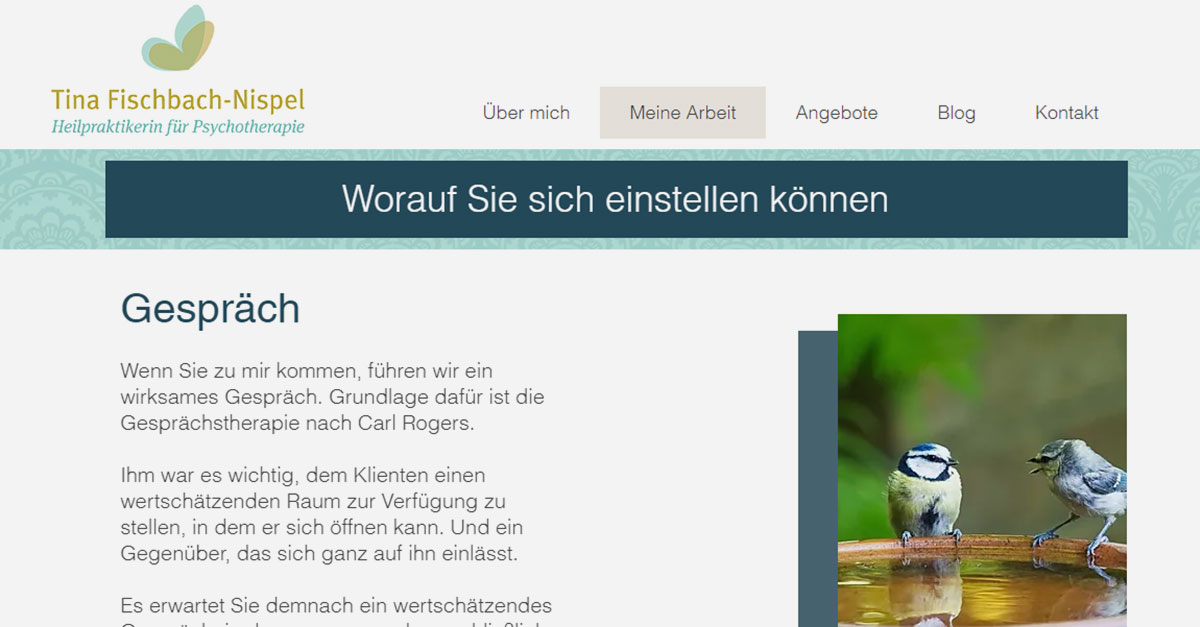 Tina Fischbach-Nispel
Heilpraktikerin für Psychotherapie
Über mich
Meine Arbeit
Angebote
Blog
Kontakt
Worauf Sie sich einstellen können
Gespräch
Wenn Sie zu mir kommen, führen wir ein
wirksames Gespräch. Grundlage dafür ist die
Gesprächstherapie nach Carl Rogers.
Ihm war es wichtig, dem Klienten einen
wertschätzenden Raum zur Verfügung zu
stellen, in dem er sich öffnen kann. Und ein
Gegenüber, das sich ganz auf ihn einlässt.
Es erwartet Sie demnach ein wertschätzendes